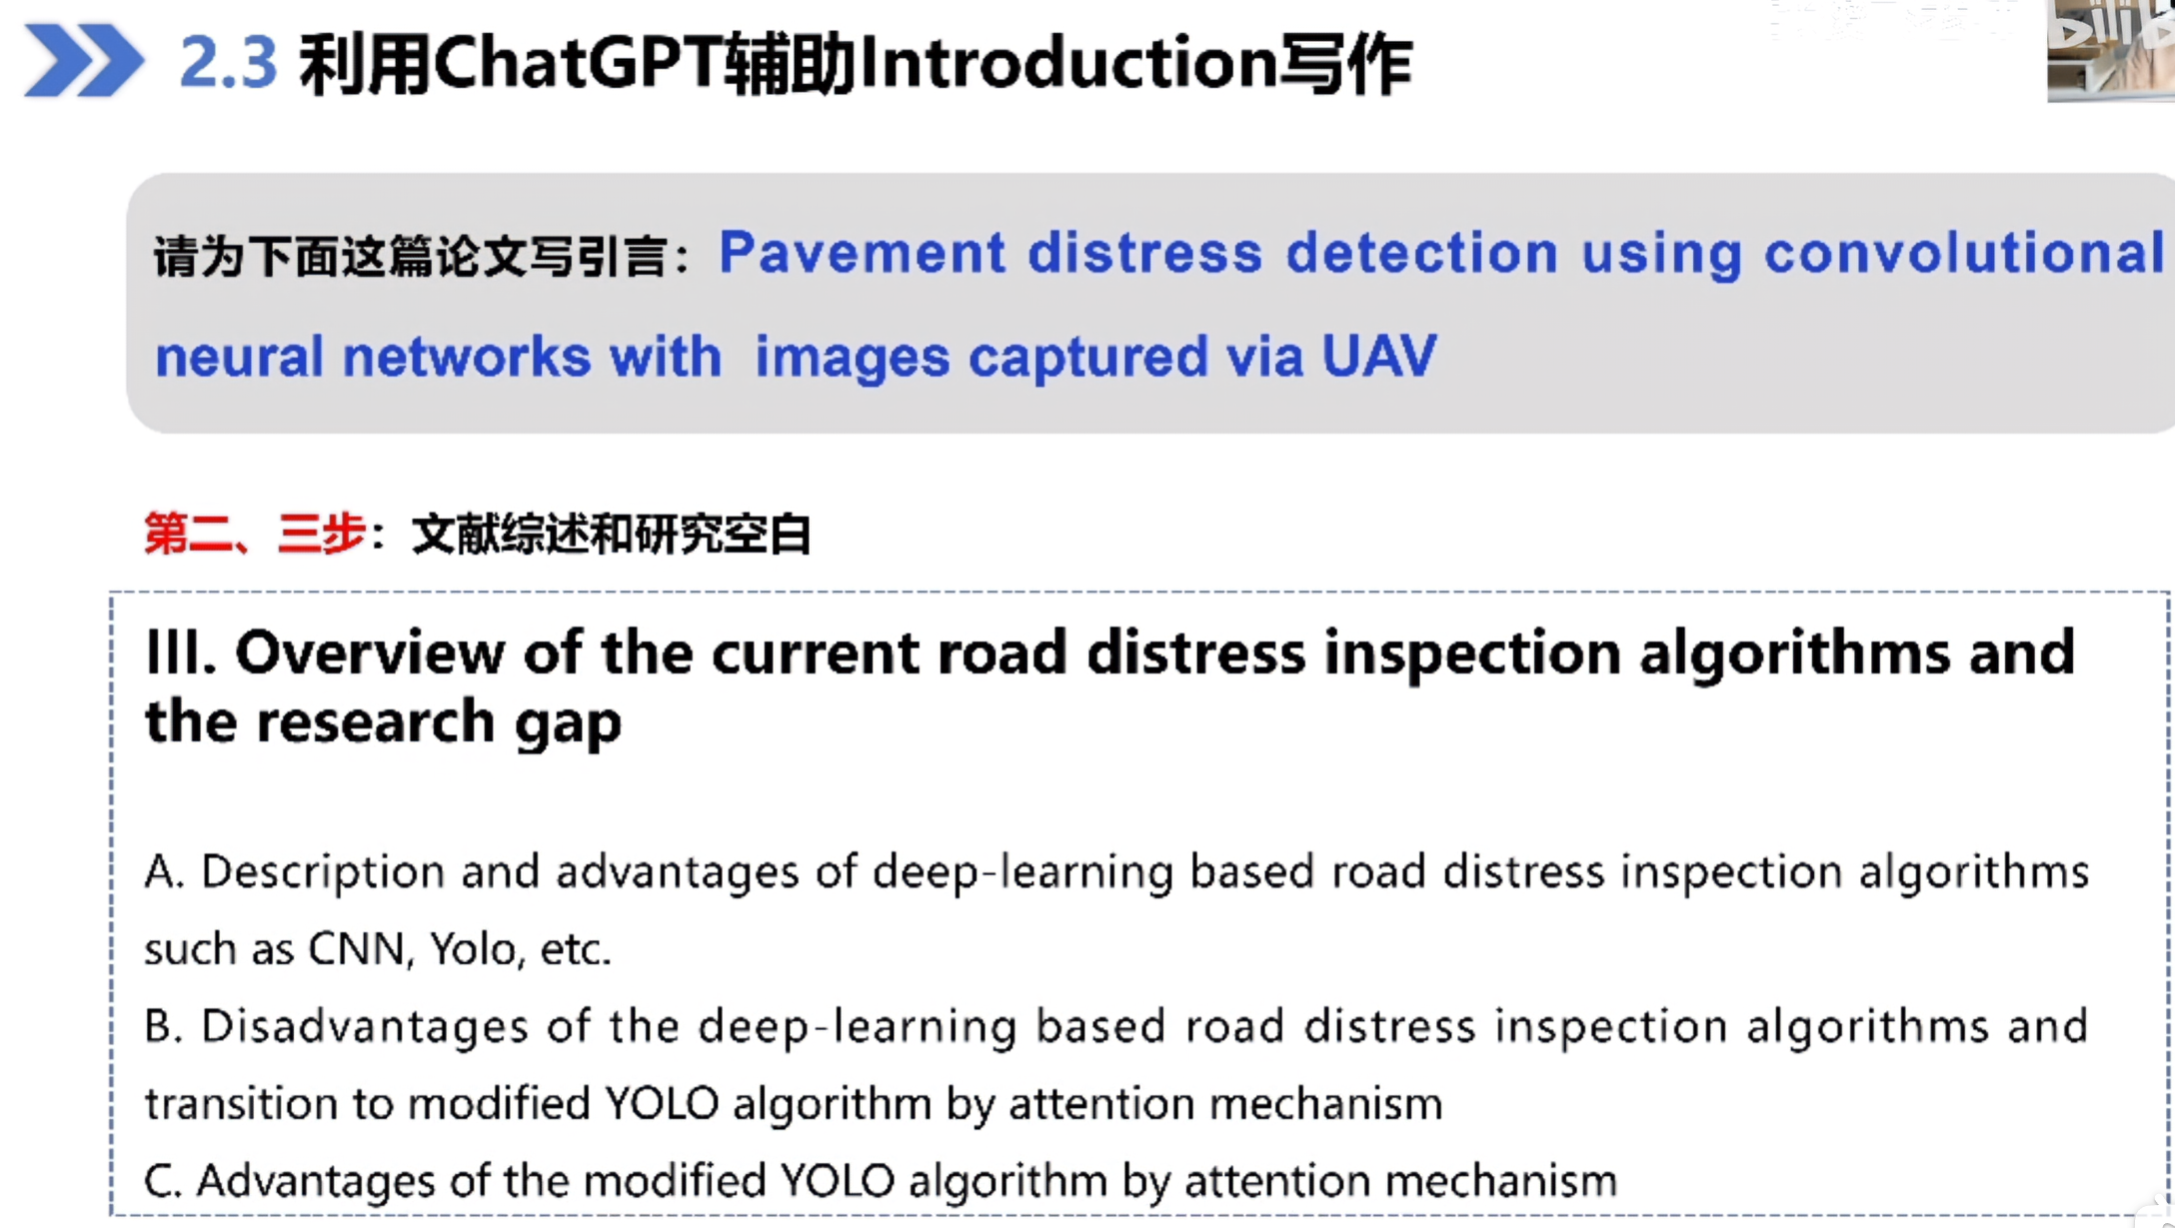 2.3 利用ChatGPT辅助Introduction写作
请为下面这篇论文写引言：Pavement distress detection using convolutional
neural networks with images captured via UAV
第二、三步：文献综述和研究空白
III. Overview of the current road distress inspection algorithms and
the research gap
A. Description and advantages of deep-learning based road distress inspection algorithms
such as CNN, Yolo, etc.
B. Disadvantages of the deep-learning based road distress inspection algorithms and
transition to modified YOLO algorithm by attention mechanism
C. Advantages of the modified YOLO algorithm by attention mechanism